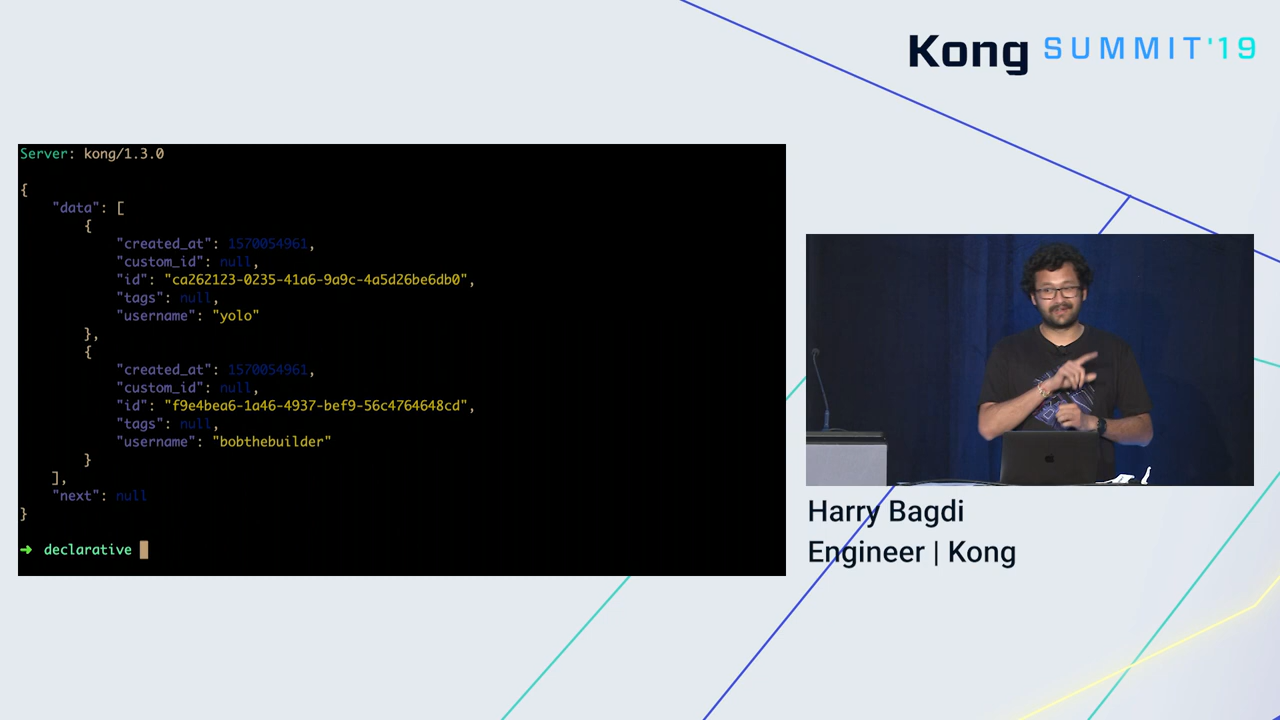 Kong SUMMIT'19
Server: kong/1.3.0
{
"data": [
{
"created_at": 1570054961,
"custom_id": null,
"id": "ca262123-0235-41a6-9a9c-4a5d26be6db0",
"tags": null,
"username": "yolo"
},
{
"created_at": 1570054961,
"custom_id": null,
"id": "f9e4bea6-1a46-4937-bef9-56c4764648cd",
"tags": null,
"username": "bobthebuilder"
}
],
"next": null
}
➜ declarative
Harry Bagdi
Engineer | Kong